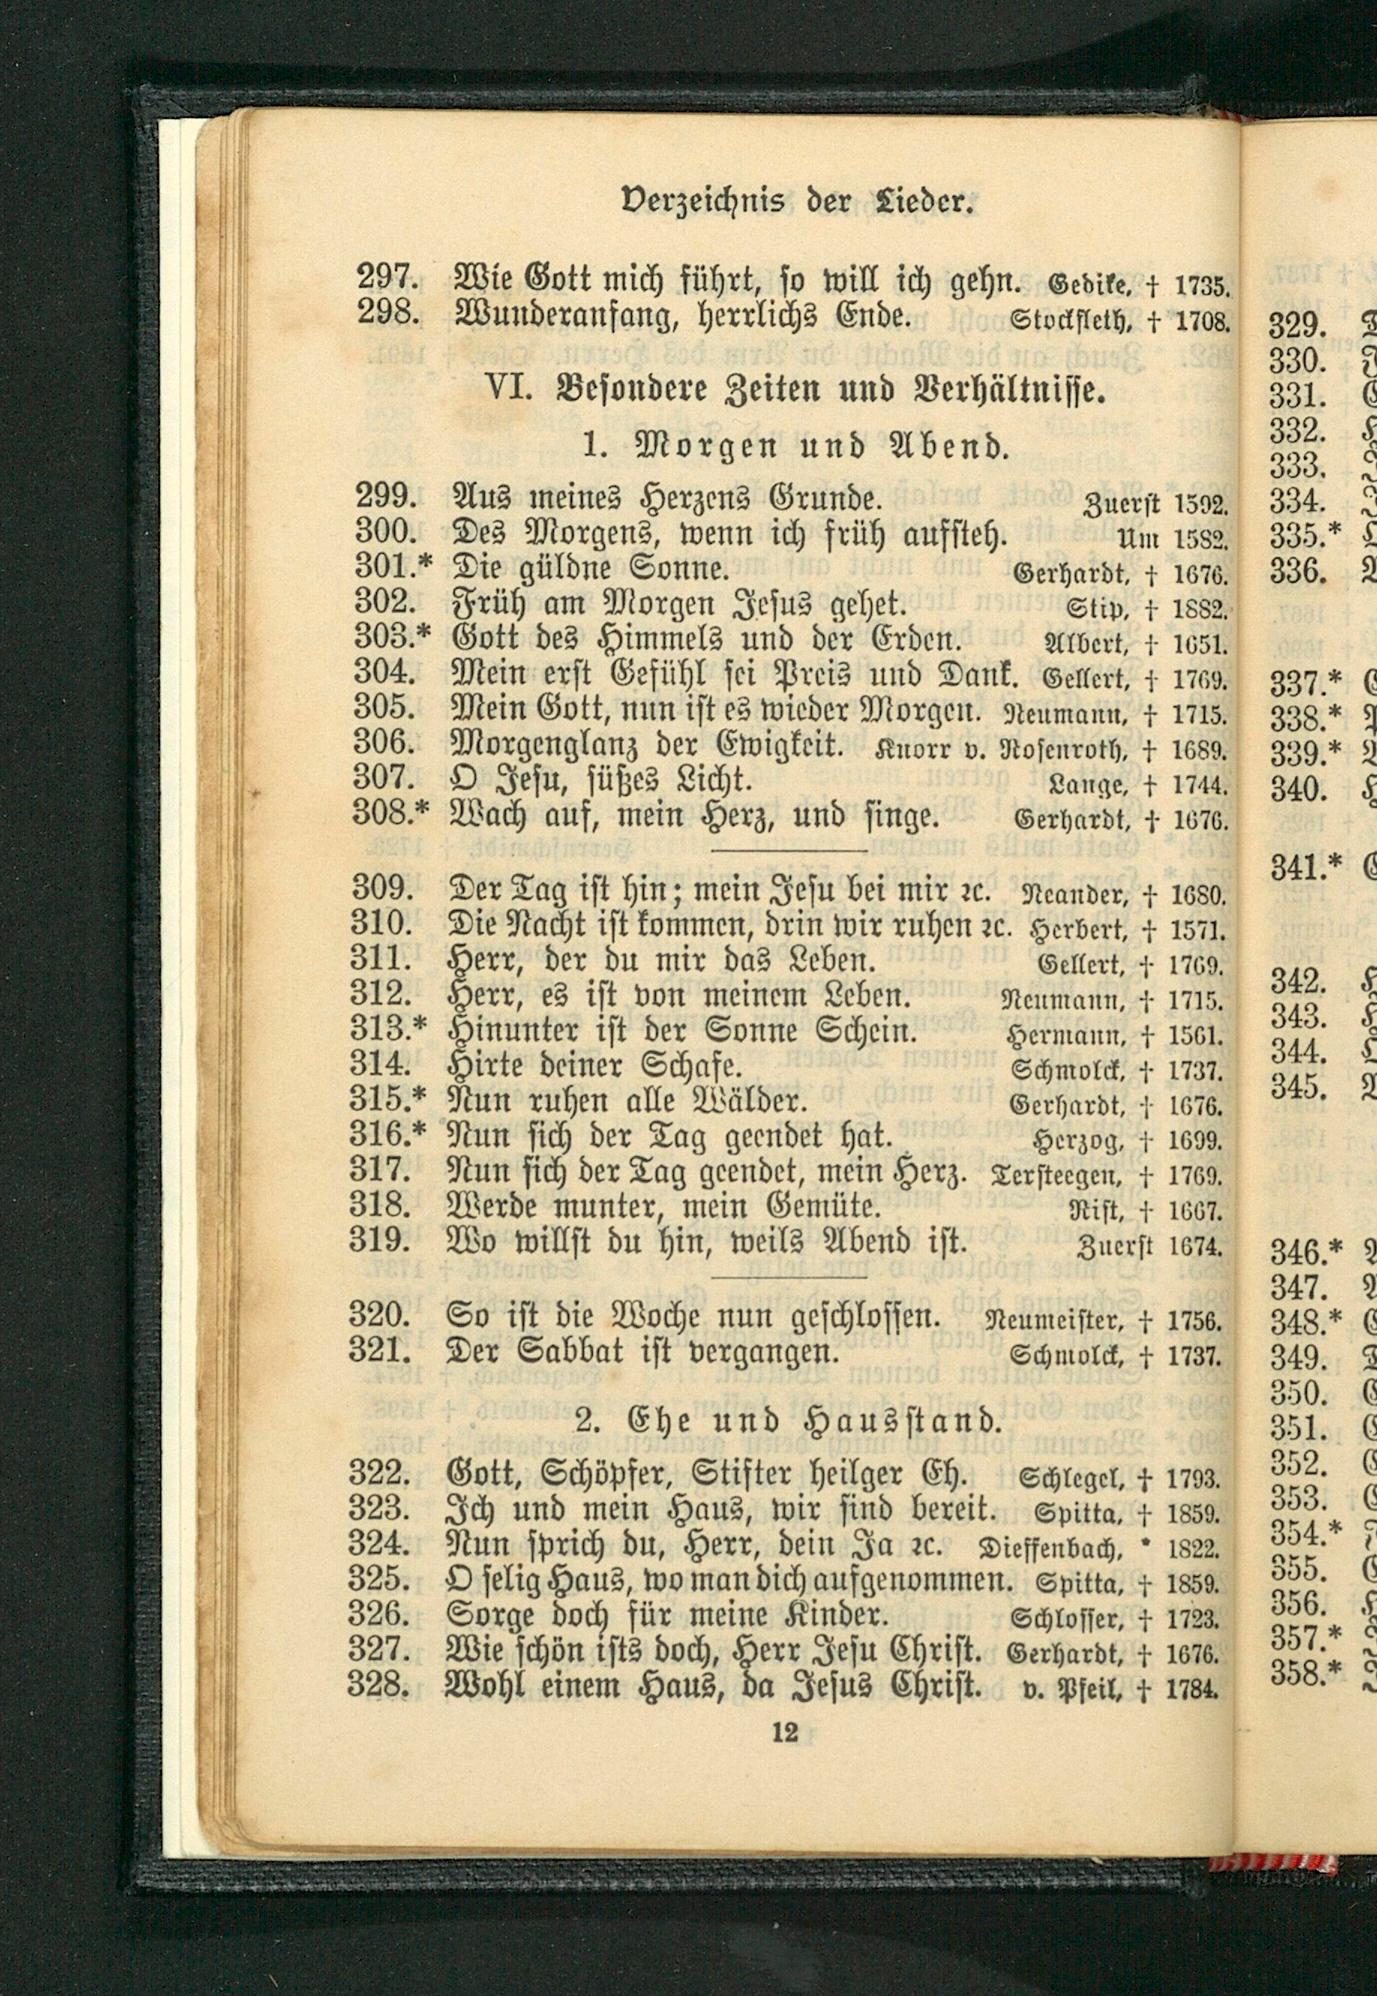 Verzeichnis der Lieder.
297. Wie Gott mich führt, so will ich gehn. Gedike, † 1735.
298. Wunderanfang, herrlichs Ende. Stockfleth, † 1708.
VI. Besondere Zeiten und Verhältnisse.
1. Morgen und Abend.
299. Aus meines Herzens Grunde. Zuerst 1592.
300. Des Morgens, wenn ich früh aufsteh. Um 1582.
301.* Die güldne Sonne. Gerhardt, † 1676.
302. Früh am Morgen Jesus gehet. Stip, † 1882.
303.* Gott des Himmels und der Erden. Albert, † 1651.
304. Mein erst Gefühl sei Preis und Dank. Gellert, † 1769.
305. Mein Gott, nun ist es wieder Morgen. Neumann, † 1715.
306. Morgenglanz der Ewigkeit. Knorr v. Rosenroth, † 1689.
307. O Jesu, süßes Licht. Lange, † 1744.
308.* Wach auf, mein Herz, und singe. Gerhardt, † 1676.
309. Der Tag ist hin; mein Jesu bei mir ꝛc. Neander, † 1680.
310. Die Nacht ist kommen, drin wir ruhen ꝛc. Herbert, † 1571.
311. Herr, der du mir das Leben. Gellert, † 1769.
312. Herr, es ist von meinem Leben. Neumann, † 1715.
313.* Hinunter ist der Sonne Schein. Hermann, † 1561.
314. Hirte deiner Schafe. Schmolck, † 1737.
315.* Nun ruhen alle Wälder. Gerhardt, † 1676.
316.* Nun sich der Tag geendet hat. Herzog, † 1699.
317. Nun sich der Tag geendet, mein Herz. Tersteegen, † 1769.
318. Werde munter, mein Gemüte. Rist, † 1667.
319. Wo willst du hin, weils Abend ist. Zuerst 1674.
320. So ist die Woche nun geschlossen. Neumeister, † 1756.
321. Der Sabbat ist vergangen. Schmolck, † 1737.
2. Ehe und Hausstand.
322. Gott, Schöpfer, Stifter heilger Eh. Schlegel, † 1793.
323. Ich und mein Haus, wir sind bereit. Spitta, † 1859.
324. Nun sprich du, Herr, dein Ja ꝛc. Dieffenbach, * 1822.
325. O selig Haus, wo man dich aufgenommen. Spitta, † 1859.
326. Sorge doch für meine Kinder. Schlosser, † 1723.
327. Wie schön ists doch, Herr Jesu Christ. Gerhardt, † 1676.
328. Wohl einem Haus, da Jesus Christ. v. Pfeil, † 1784.
12
329.
330.
331.
332.
333.
334.
335.*
336.
337.*
338.*
339.*
340.
341.*
342.
343.
344.
345.
346.*
347.
348.*
349.
350.
351.
352.
353.
354.*
355.
356.
357.*
358.*